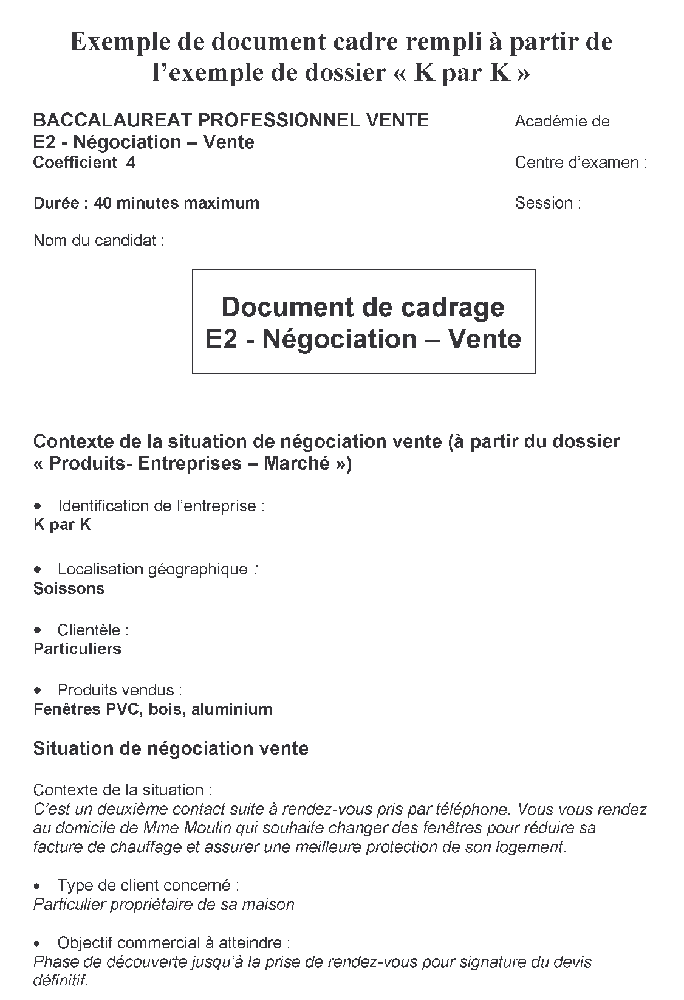 Exemple de document cadre rempli à partir de
l’exemple de dossier « K par K »
BACCALAUREAT PROFESSIONNEL VENTE Académie de
E2 - Négociation – Vente
Coefficient 4 Centre d’examen :
Durée : 40 minutes maximum Session :
Nom du candidat :
Document de cadrage
E2 - Négociation – Vente
Contexte de la situation de négociation vente (à partir du dossier
« Produits- Entreprises – Marché »)
• Identification de l’entreprise :
K par K
• Localisation géographique :
Soissons
• Clientèle :
Particuliers
• Produits vendus :
Fenêtres PVC, bois, aluminium
Situation de négociation vente
Contexte de la situation :
C’est un deuxième contact suite à rendez-vous pris par téléphone. Vous vous rendez
au domicile de Mme Moulin qui souhaite changer des fenêtres pour réduire sa
facture de chauffage et assurer une meilleure protection de son logement.
• Type de client concerné :
Particulier propriétaire de sa maison
• Objectif commercial à atteindre :
Phase de découverte jusqu’à la prise de rendez-vous pour signature du devis
définitif.